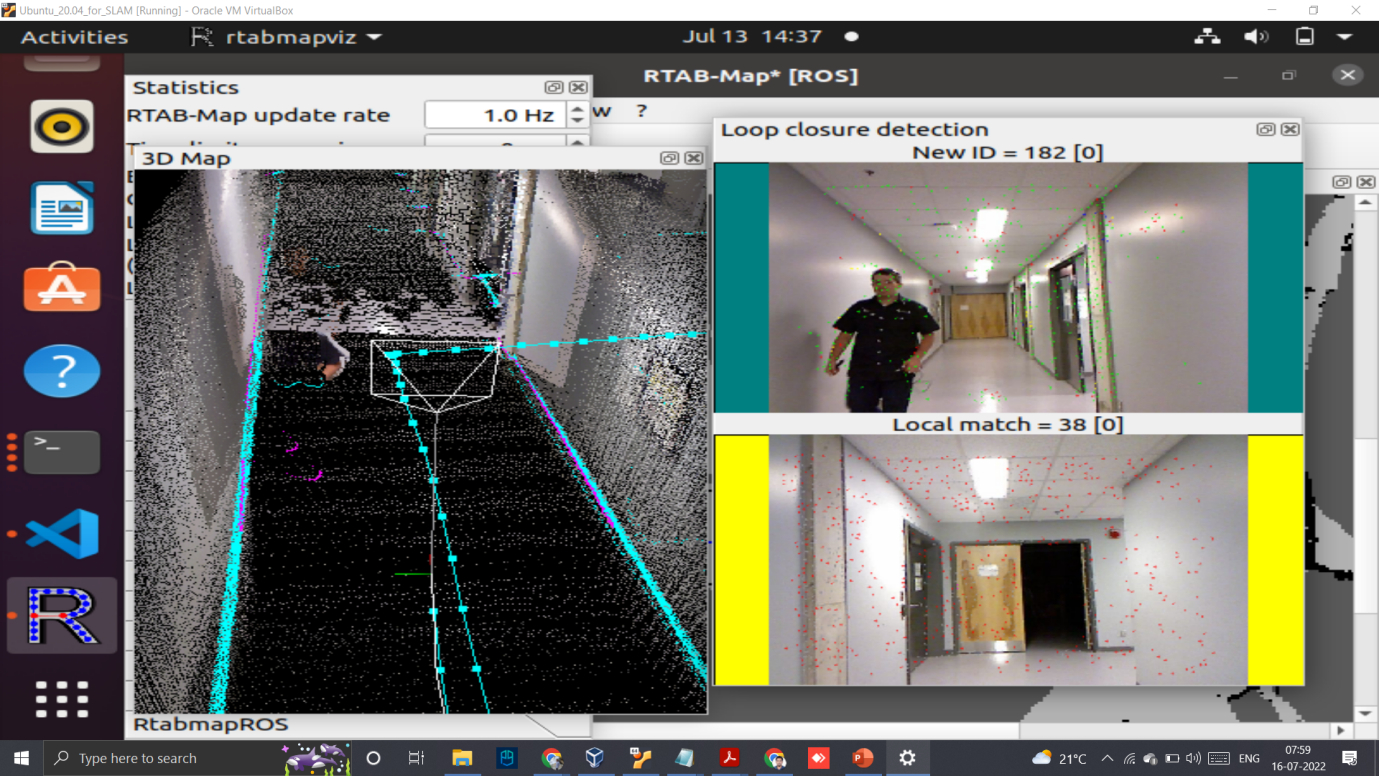 Ubuntu_20.04_for_SLAM [Running] - Oracle VM VirtualBox
Activities
rtabmapviz
Jul 13 14:37
RTAB-Map* [ROS]
Statistics
RTAB-Map update rate
1.0 Hz
w ?
3D Map
Loop closure detection
New ID = 182 [0]
Local match = 38 [0]
RtabmapROS
Type here to search
21°C
ENG
07:59
16-07-2022